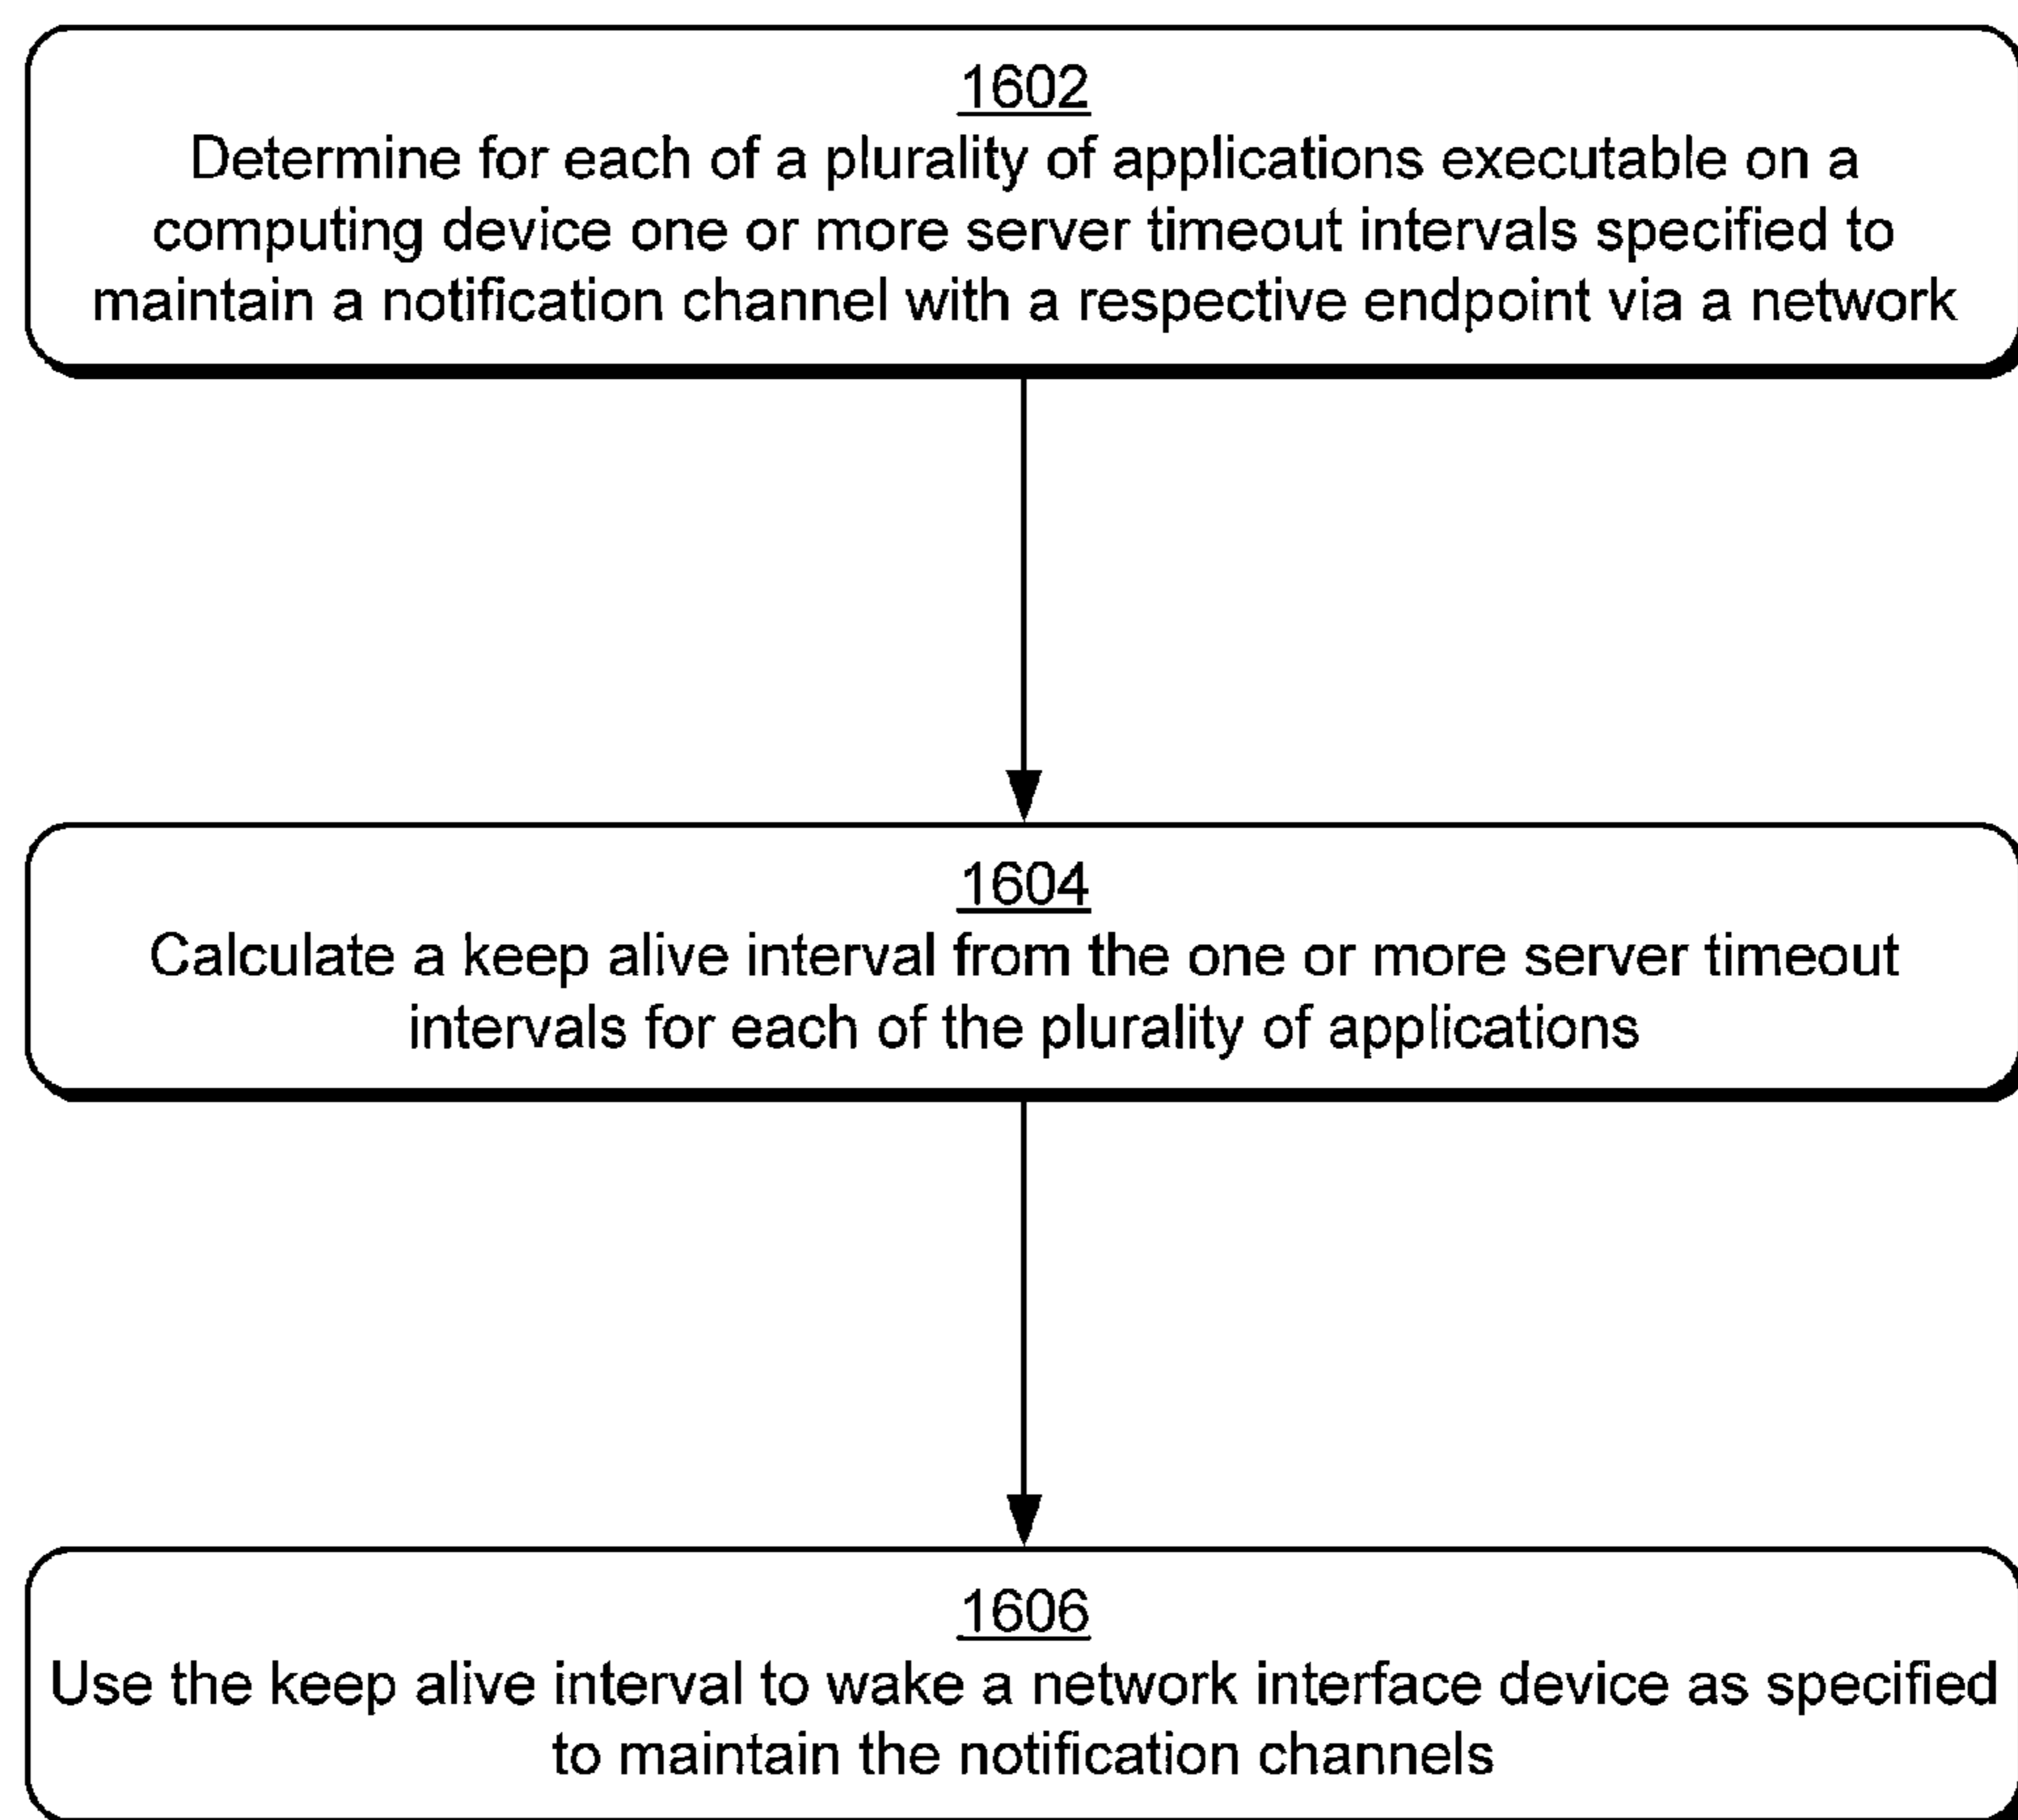 1602
Determine for each of a plurality of applications executable on a
computing device one or more server timeout intervals specified to
maintain a notification channel with a respective endpoint via a network
1604
Calculate a keep alive interval from the one or more server timeout
intervals for each of the plurality of applications
1606
Use the keep alive interval to wake a network interface device as specified
to maintain the notification channels